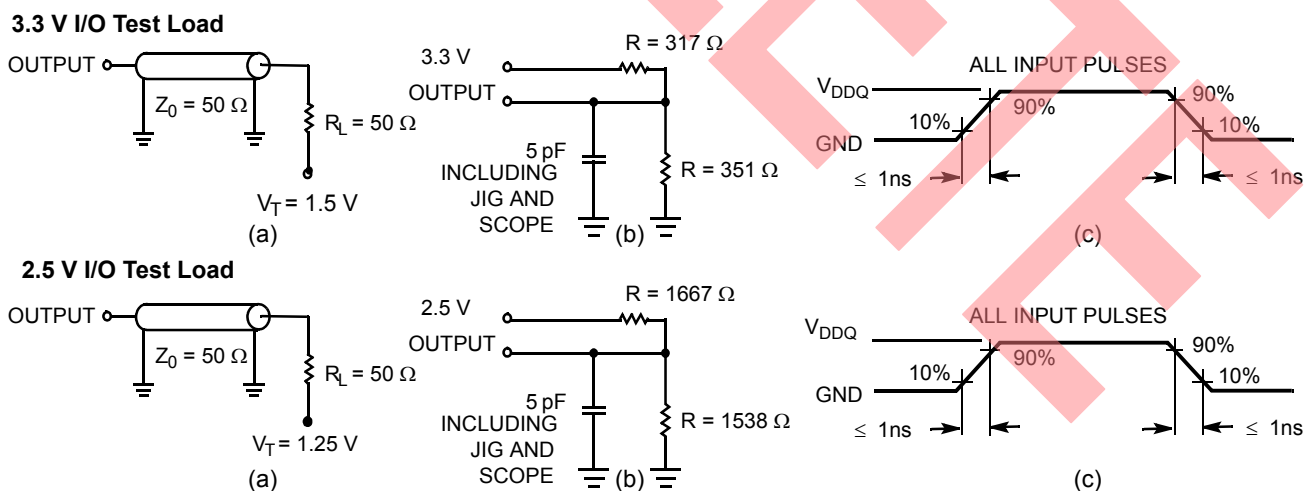 3.3 V I/O Test Load
OUTPUT
Z0 = 50 Ω
RL = 50 Ω
VT = 1.5 V
(a)
3.3 V
OUTPUT
R = 317 Ω
5 pF
INCLUDING
JIG AND
SCOPE
R = 351 Ω
(b)
ALL INPUT PULSES
VDDQ
GND
10%
90%
90%
10%
≤ 1ns
≤ 1ns
(c)
2.5 V I/O Test Load
OUTPUT
Z0 = 50 Ω
RL = 50 Ω
VT = 1.25 V
(a)
2.5 V
OUTPUT
R = 1667 Ω
5 pF
INCLUDING
JIG AND
SCOPE
R = 1538 Ω
(b)
ALL INPUT PULSES
VDDQ
GND
10%
90%
90%
10%
≤ 1ns
≤ 1ns
(c)